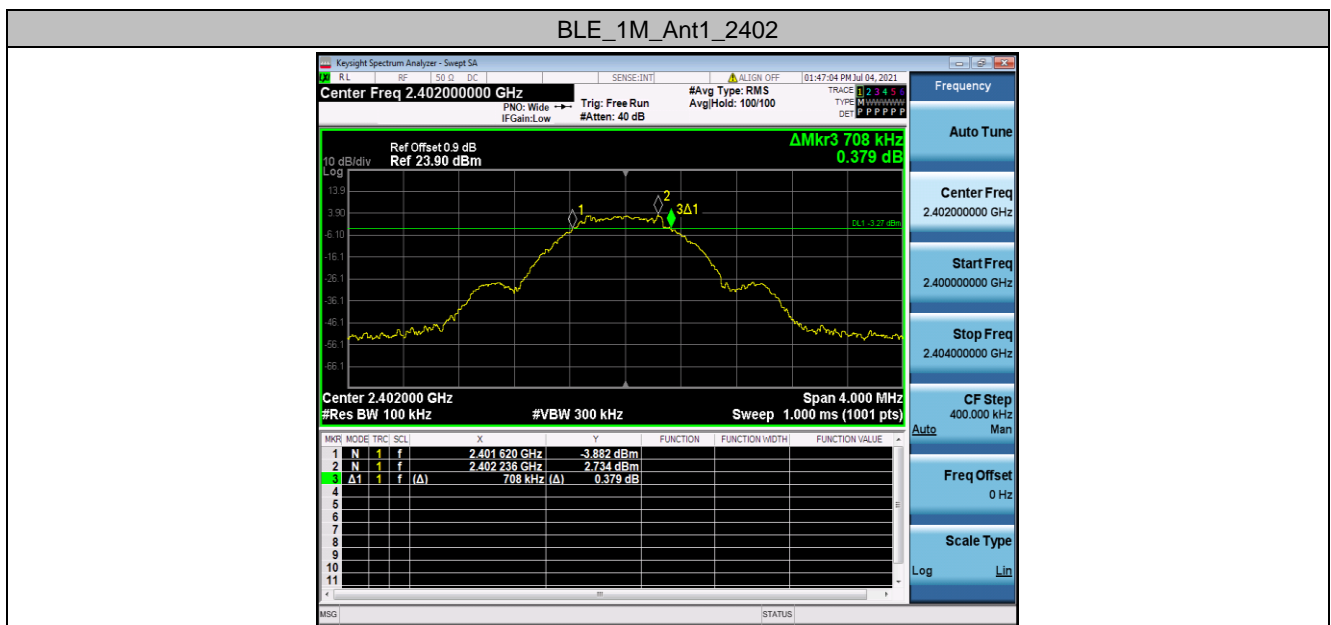 BLE_1M_Ant1_2402
Keysight Spectrum Analyzer - Swept SA
RL RF 50 Ω DC SENSE:INT ALIGN OFF 01:47:04 PM Jul 04, 2021
Center Freq 2.402000000 GHz #Avg Type: RMS TRACE 1 2 3 4 5 6
PNO: Wide Trig: Free Run Avg|Hold: 100/100 TYPE M WWWWW
IFGain:Low #Atten: 40 dB DET P P P P P P
ΔMkr3 708 kHz
0.379 dB
Ref Offset 0.9 dB
10 dB/div Ref 23.90 dBm
Log
13.9
3.90
-6.10
-16.1
-26.1
-36.1
-46.1
-56.1
-66.1
1
2
3Δ1
DL1 -3.27 dBm
Center 2.402000 GHz Span 4.000 MHz
#Res BW 100 kHz #VBW 300 kHz Sweep 1.000 ms (1001 pts)
MKR MODE TRC SCL X Y FUNCTION FUNCTION WIDTH FUNCTION VALUE
1 N 1 f 2.401 620 GHz -3.882 dBm
2 N 1 f 2.402 236 GHz 2.734 dBm
3 Δ1 1 f (Δ) 708 kHz (Δ) 0.379 dB
4
5
6
7
8
9
10
11
MSG STATUS
Frequency
Auto Tune
Center Freq
2.402000000 GHz
Start Freq
2.400000000 GHz
Stop Freq
2.404000000 GHz
CF Step
400.000 kHz
Auto Man
Freq Offset
0 Hz
Scale Type
Log Lin